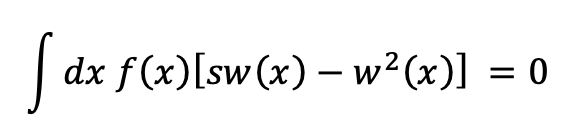 ∫ dx f(x)[sw(x) − w²(x)] = 0